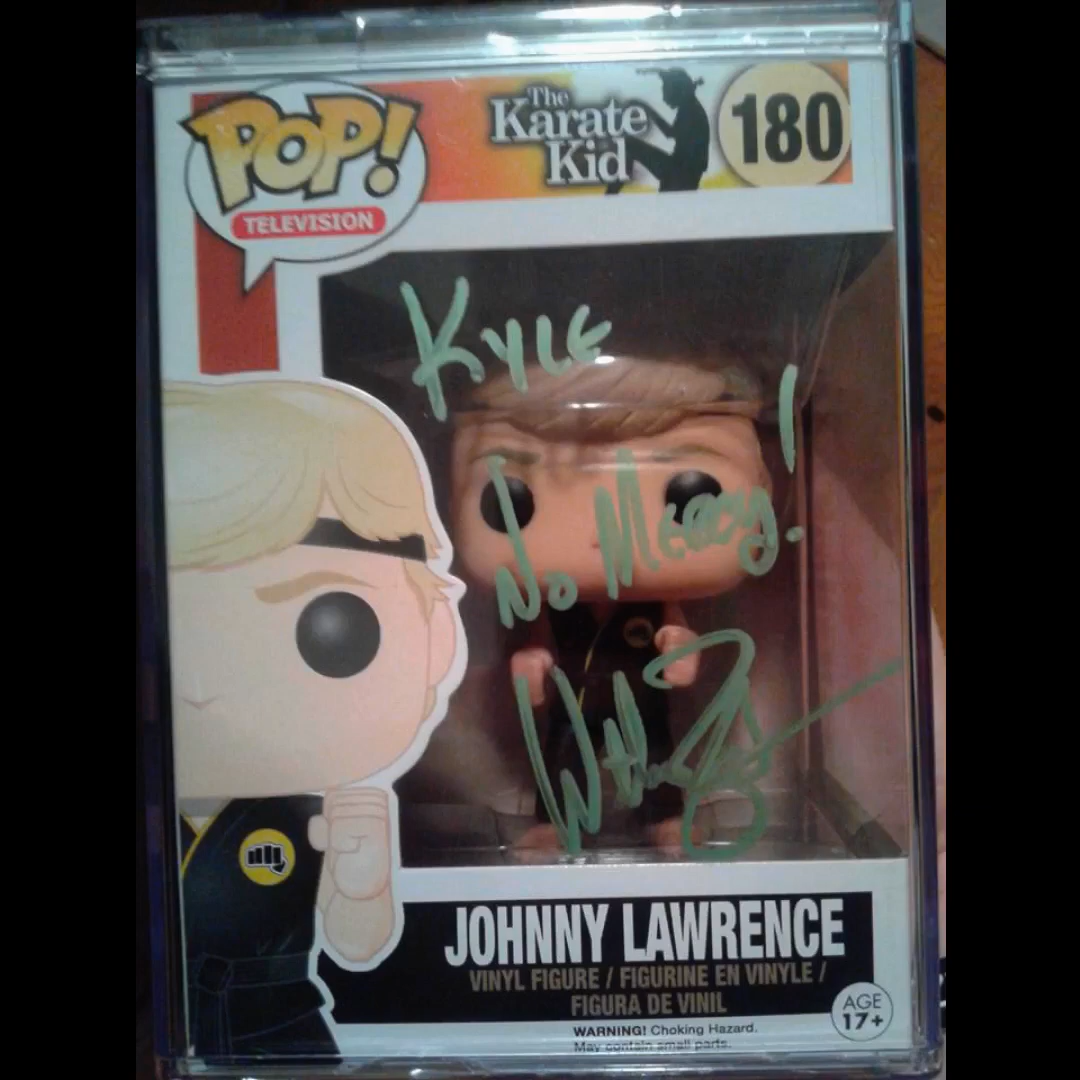 POP!
TELEVISION
The
Karate
Kid
180
KYLE
No Mercy!
JOHNNY LAWRENCE
VINYL FIGURE / FIGURINE EN VINYLE /
FIGURA DE VINIL
AGE
17+
WARNING! Choking Hazard.
May contain small parts.